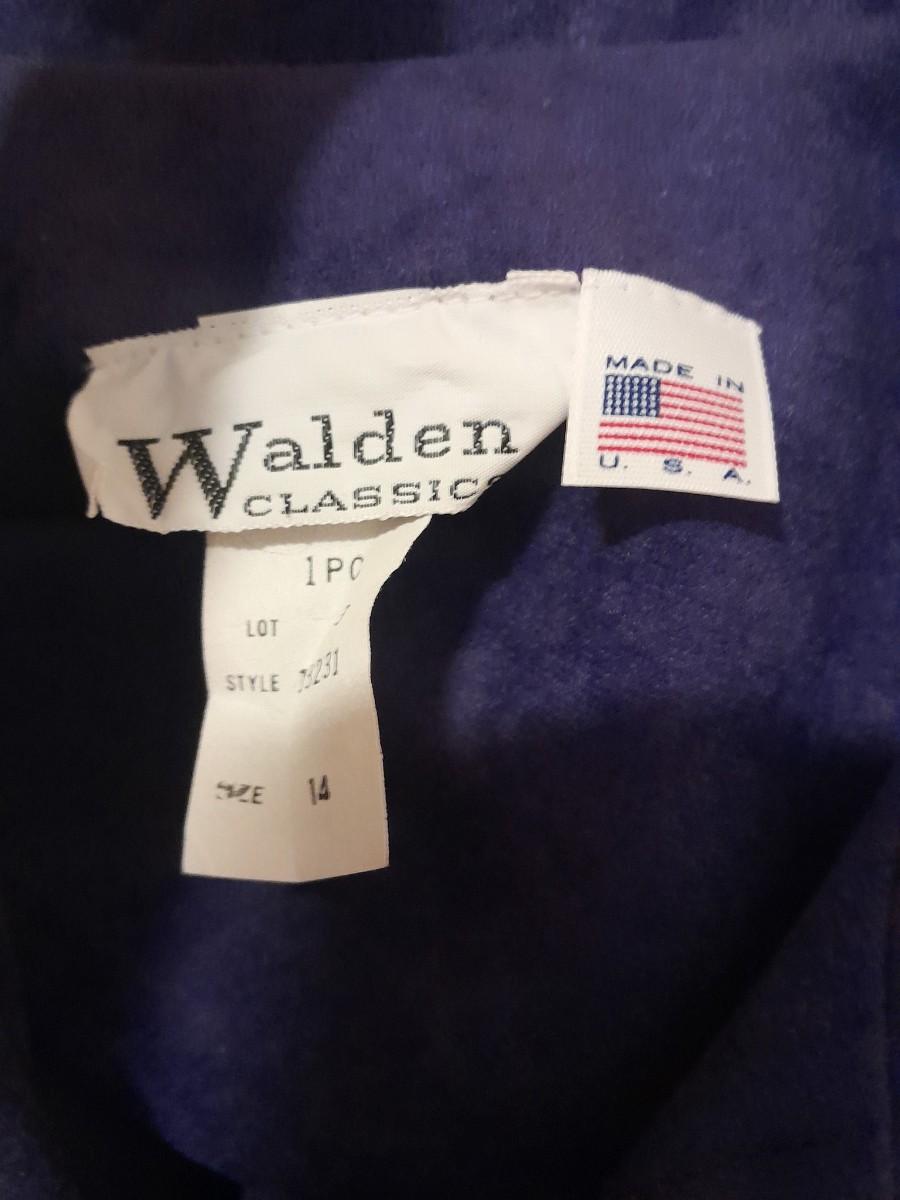 Walden
CLASSICS
MADE IN
U. S. A.
1PC
LOT
STYLE
SIZE 14